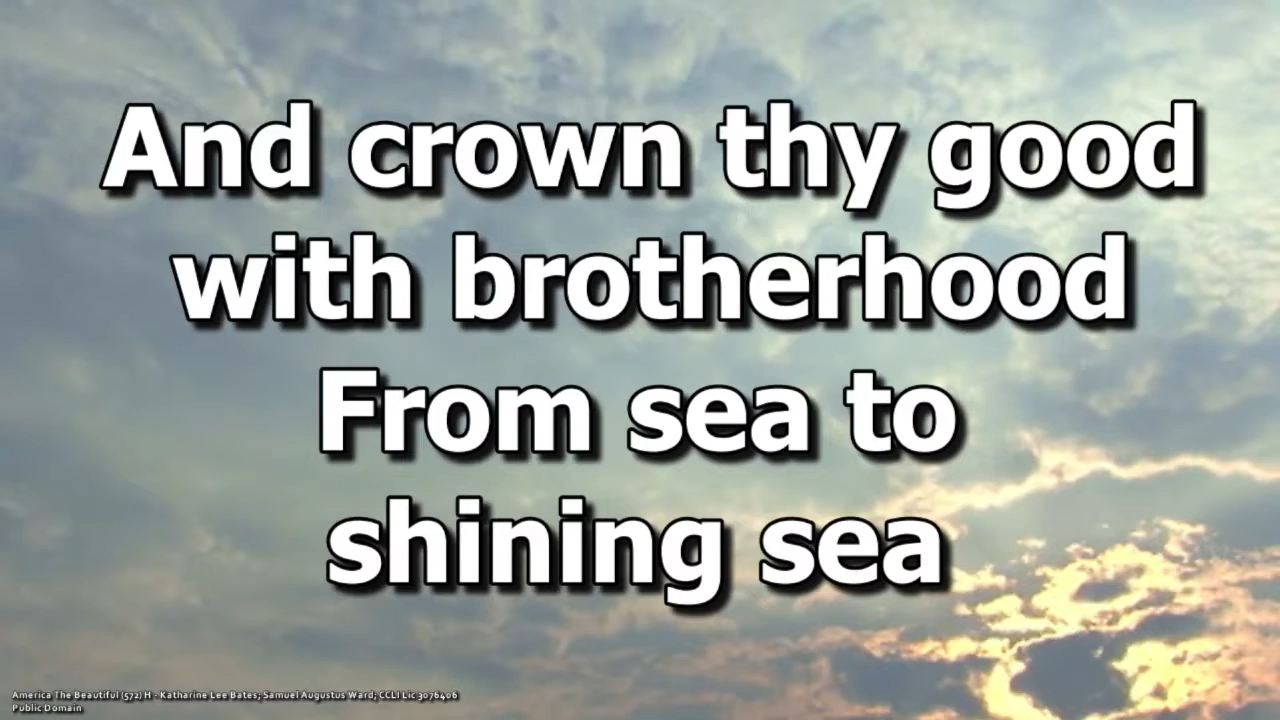 And crown thy good
with brotherhood
From sea to
shining sea
America The Beautiful (572) H - Katharine Lee Bates; Samuel Augustus Ward; CCLI Lic 3076406
Public Domain